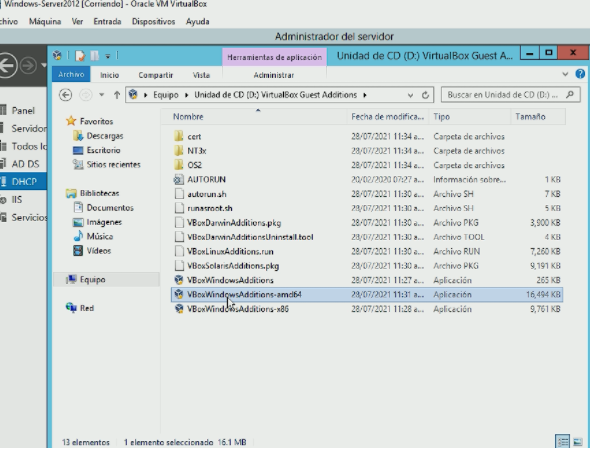 Windows-Server2012 [Corriendo] - Oracle VM VirtualBox
chivo Máquina Ver Entrada Dispositivos Ayuda
Administrador del servidor
Herramientas de aplicación Unidad de CD (D:) VirtualBox Guest A...
Archivo Inicio Compartir Vista Administrar
Equipo Unidad de CD (D:) VirtualBox Guest Additions Buscar en Unidad de CD (D:) ...
Panel
Servidor
Todos lo
AD DS
DHCP
IIS
Servicios
Favoritos
Descargas
Escritorio
Sitios recientes
Bibliotecas
Documentos
Imágenes
Música
Vídeos
Equipo
Red
Nombre Fecha de modifica... Tipo Tamaño
cert 28/07/2021 11:34 a... Carpeta de archivos
NT3x 28/07/2021 11:34 a... Carpeta de archivos
OS2 28/07/2021 11:34 a... Carpeta de archivos
AUTORUN 20/02/2020 07:27 a... Información sobre... 1 KB
autorun.sh 28/07/2021 11:30 a... Archivo SH 7 KB
runasroot.sh 28/07/2021 11:30 a... Archivo SH 5 KB
VBoxDarwinAdditions.pkg 28/07/2021 11:30 a... Archivo PKG 3,900 KB
VBoxDarwinAdditionsUninstall.tool 28/07/2021 11:30 a... Archivo TOOL 4 KB
VBoxLinuxAdditions.run 28/07/2021 11:30 a... Archivo RUN 7,260 KB
VBoxSolarisAdditions.pkg 28/07/2021 11:30 a... Archivo PKG 9,191 KB
VBoxWindowsAdditions 28/07/2021 11:27 a... Aplicación 265 KB
VBoxWindowsAdditions-amd64 28/07/2021 11:31 a... Aplicación 16,494 KB
VBoxWindowsAdditions-x86 28/07/2021 11:28 a... Aplicación 9,761 KB
13 elementos 1 elemento seleccionado 16.1 MB